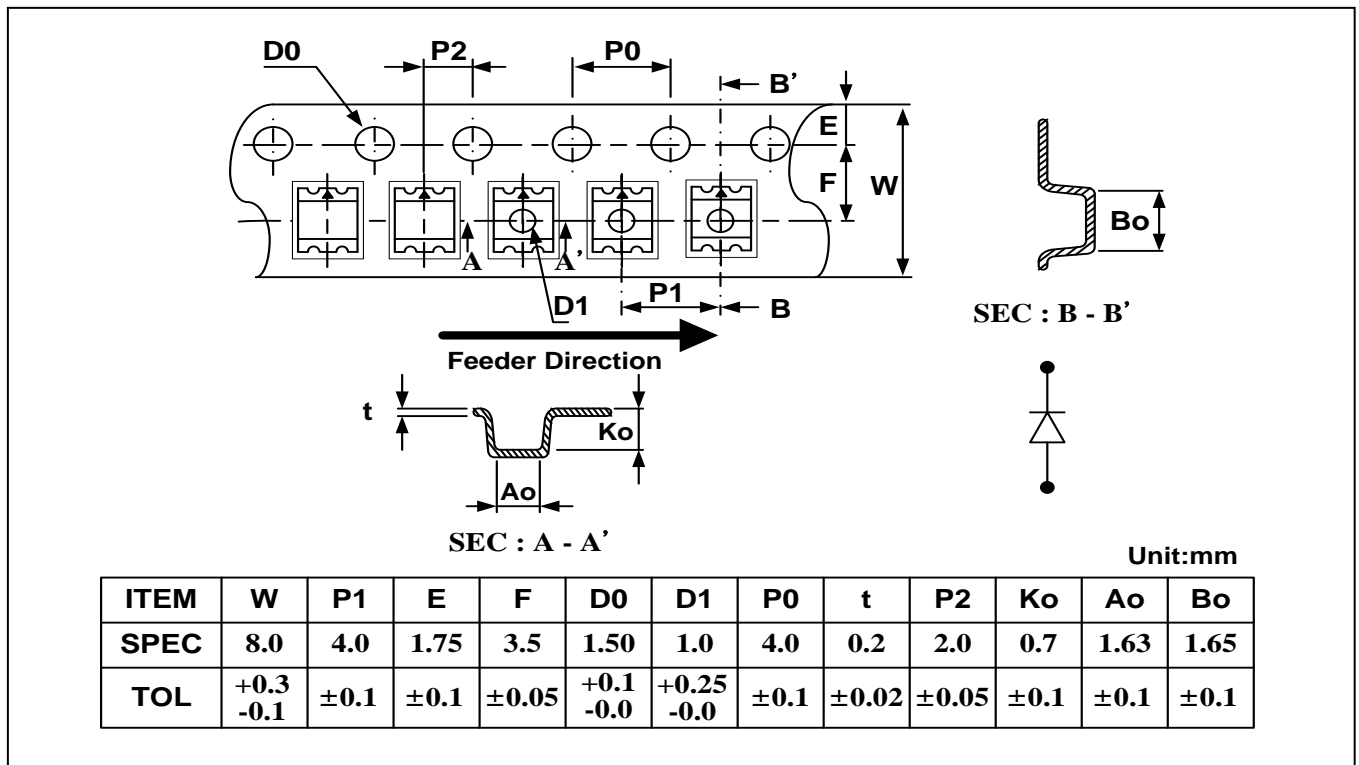 D0
P2
P0
B'
E
F
W
A
A'
D1
P1
B
Bo
SEC : B - B'
Feeder Direction
t
Ko
Ao
SEC : A - A'
Unit:mm
ITEM W P1 E F D0 D1 P0 t P2 Ko Ao Bo
SPEC 8.0 4.0 1.75 3.5 1.50 1.0 4.0 0.2 2.0 0.7 1.63 1.65
TOL +0.3 -0.1 ±0.1 ±0.1 ±0.05 +0.1 -0.0 +0.25 -0.0 ±0.1 ±0.02 ±0.05 ±0.1 ±0.1 ±0.1